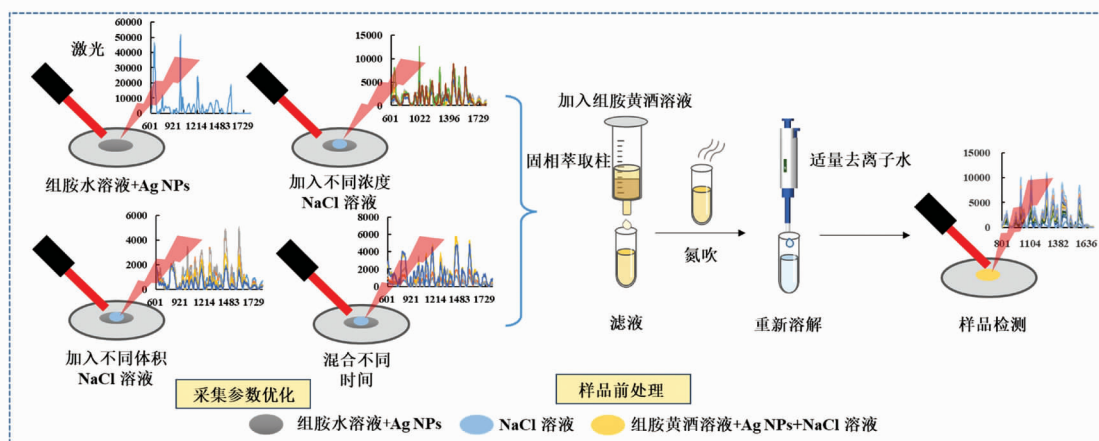 激光
60000
50000
40000
30000
20000
10000
0
601 921 1214 1483 1729
组胺水溶液+Ag NPs
15000
10000
5000
0
601 1022 1396 1729
加入不同浓度
NaCl 溶液
6000
4000
2000
0
601 921 1214 1483 1729
加入不同体积
NaCl 溶液
8000
6000
4000
2000
0
601 921 1214 1483 1729
混合不同
时间
采集参数优化
加入组胺黄酒溶液
固相萃取柱
滤液
氮吹
适量去离子水
重新溶解
15000
10000
5000
0
801 1104 1382 1636
样品检测
样品前处理
组胺水溶液+Ag NPs
NaCl 溶液
组胺黄酒溶液+Ag NPs+NaCl 溶液